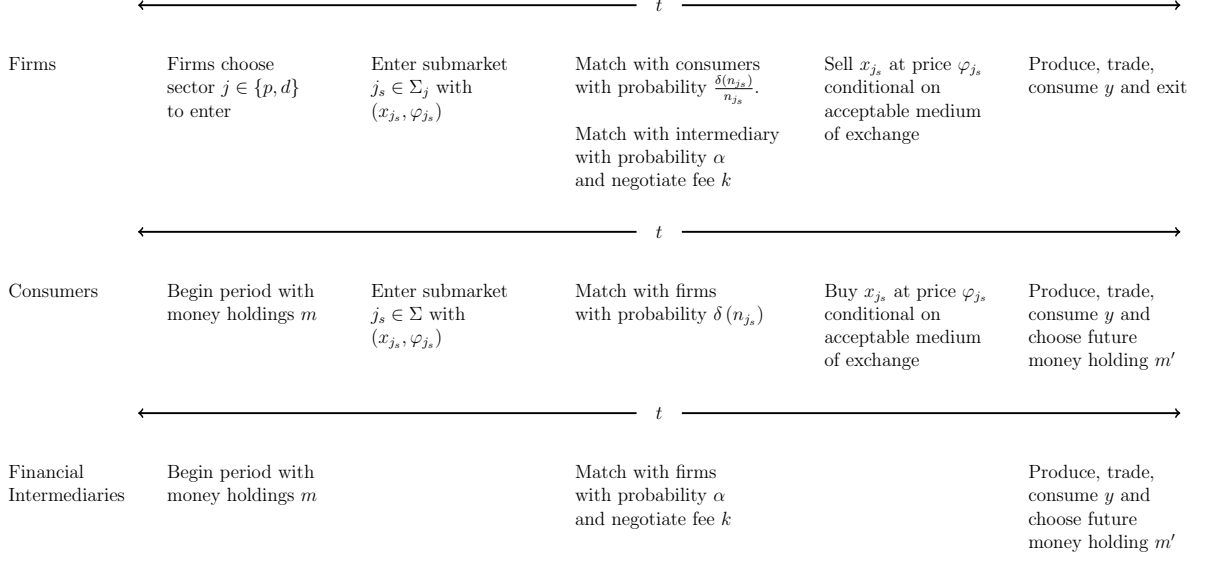 t
Firms
Firms choose
sector j ∈ {p, d}
to enter
Enter submarket
j_s ∈ Σ_j with
(x_{j_s}, φ_{j_s})
Match with consumers
with probability δ(n_{j_s})/n_{j_s}.
Match with intermediary
with probability α
and negotiate fee k
Sell x_{j_s} at price φ_{j_s}
conditional on
acceptable medium
of exchange
Produce, trade,
consume y and exit
t
Consumers
Begin period with
money holdings m
Enter submarket
j_s ∈ Σ with
(x_{j_s}, φ_{j_s})
Match with firms
with probability δ (n_{j_s})
Buy x_{j_s} at price φ_{j_s}
conditional on
acceptable medium
of exchange
Produce, trade,
consume y and
choose future
money holding m′
t
Financial
Intermediaries
Begin period with
money holdings m
Match with firms
with probability α
and negotiate fee k
Produce, trade,
consume y and
choose future
money holding m′